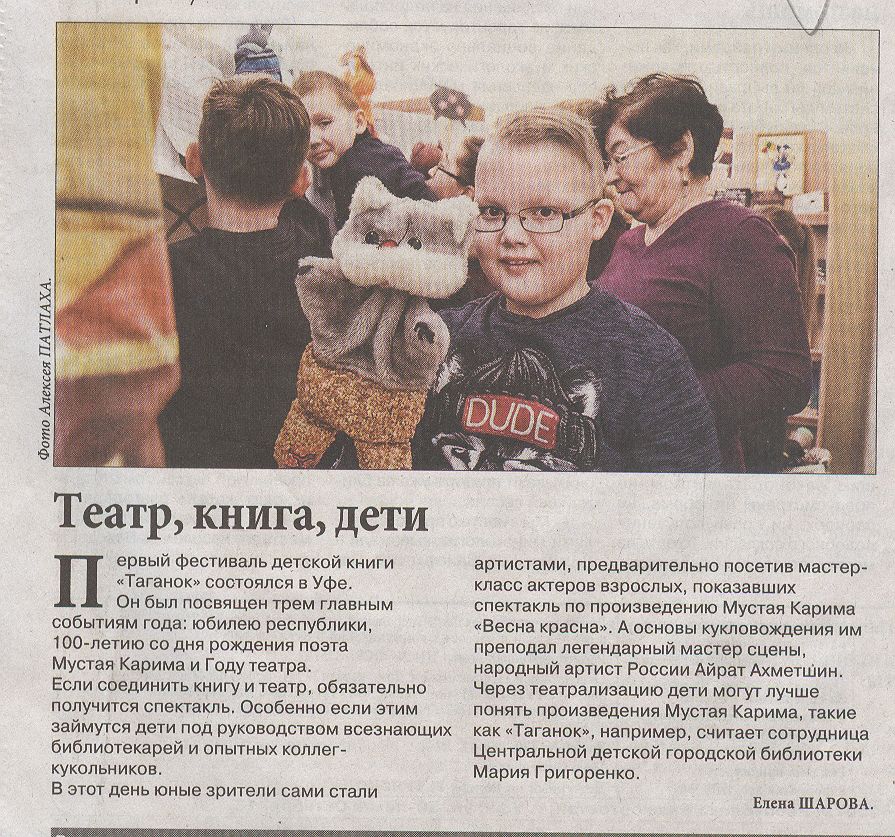 Фото Алексея ПАТЛАХА.
DUDE
Театр, книга, дети
Первый фестиваль детской книги
«Таганок» состоялся в Уфе.
Он был посвящен трем главным
событиям года: юбилею республики,
100-летию со дня рождения поэта
Мустая Карима и Году театра.
Если соединить книгу и театр, обязательно
получится спектакль. Особенно если этим
займутся дети под руководством всезнающих
библиотекарей и опытных коллег-
кукольников.
В этот день юные зрители сами стали
артистами, предварительно посетив мастер-
класс актеров взрослых, показавших
спектакль по произведению Мустая Карима
«Весна красна». А основы кукловождения им
преподал легендарный мастер сцены,
народный артист России Айрат Ахметшин.
Через театрализацию дети могут лучше
понять произведения Мустая Карима, такие
как «Таганок», например, считает сотрудница
Центральной детской городской библиотеки
Мария Григоренко.
Елена ШАРОВА.